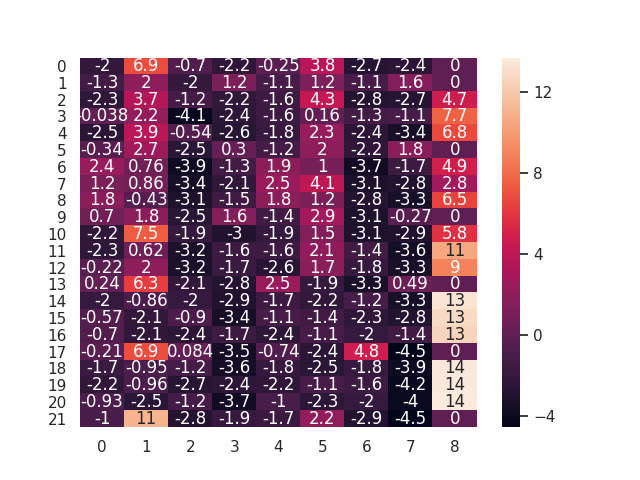 0 -2 6.9 -0.7 -2.2 -0.25 3.8 -2.7 -2.4 0
1 -1.3 2 -2 1.2 -1.1 1.2 -1.1 1.6 0
2 -2.3 3.7 -1.2 -2.2 -1.6 4.3 -2.8 -2.7 4.7
3 -0.038 2.2 -4.1 -2.4 -1.6 0.16 -1.3 -1.1 7.7
4 -2.5 3.9 -0.54 -2.6 -1.8 2.3 -2.4 -3.4 6.8
5 -0.34 2.7 -2.5 0.3 -1.2 2 -2.2 1.8 0
6 2.4 0.76 -3.9 -1.3 1.9 1 -3.7 -1.7 4.9
7 1.2 0.86 -3.4 -2.1 2.5 4.1 -3.1 -2.8 2.8
8 1.8 -0.43 -3.1 -1.5 1.8 1.2 -2.8 -3.3 6.5
9 0.7 1.8 -2.5 1.6 -1.4 2.9 -3.1 -0.27 0
10 -2.2 7.5 -1.9 -3 -1.9 1.5 -3.1 -2.9 5.8
11 -2.3 0.62 -3.2 -1.6 -1.6 2.1 -1.4 -3.6 11
12 -0.22 2 -3.2 -1.7 -2.6 1.7 -1.8 -3.3 9
13 0.24 6.3 -2.1 -2.8 2.5 -1.9 -3.3 0.49 0
14 -2 -0.86 -2 -2.9 -1.7 -2.2 -1.2 -3.3 13
15 -0.57 -2.1 -0.9 -3.4 -1.1 -1.4 -2.3 -2.8 13
16 -0.7 -2.1 -2.4 -1.7 -2.4 -1.1 -2 -1.4 13
17 -0.21 6.9 0.084 -3.5 -0.74 -2.4 4.8 -4.5 0
18 -1.7 -0.95 -1.2 -3.6 -1.8 -2.5 -1.8 -3.9 14
19 -2.2 -0.96 -2.7 -2.4 -2.2 -1.1 -1.6 -4.2 14
20 -0.93 -2.5 -1.2 -3.7 -1 -2.3 -2 -4 14
21 -1 11 -2.8 -1.9 -1.7 2.2 -2.9 -4.5 0
0 1 2 3 4 5 6 7 8
12
8
4
0
−4